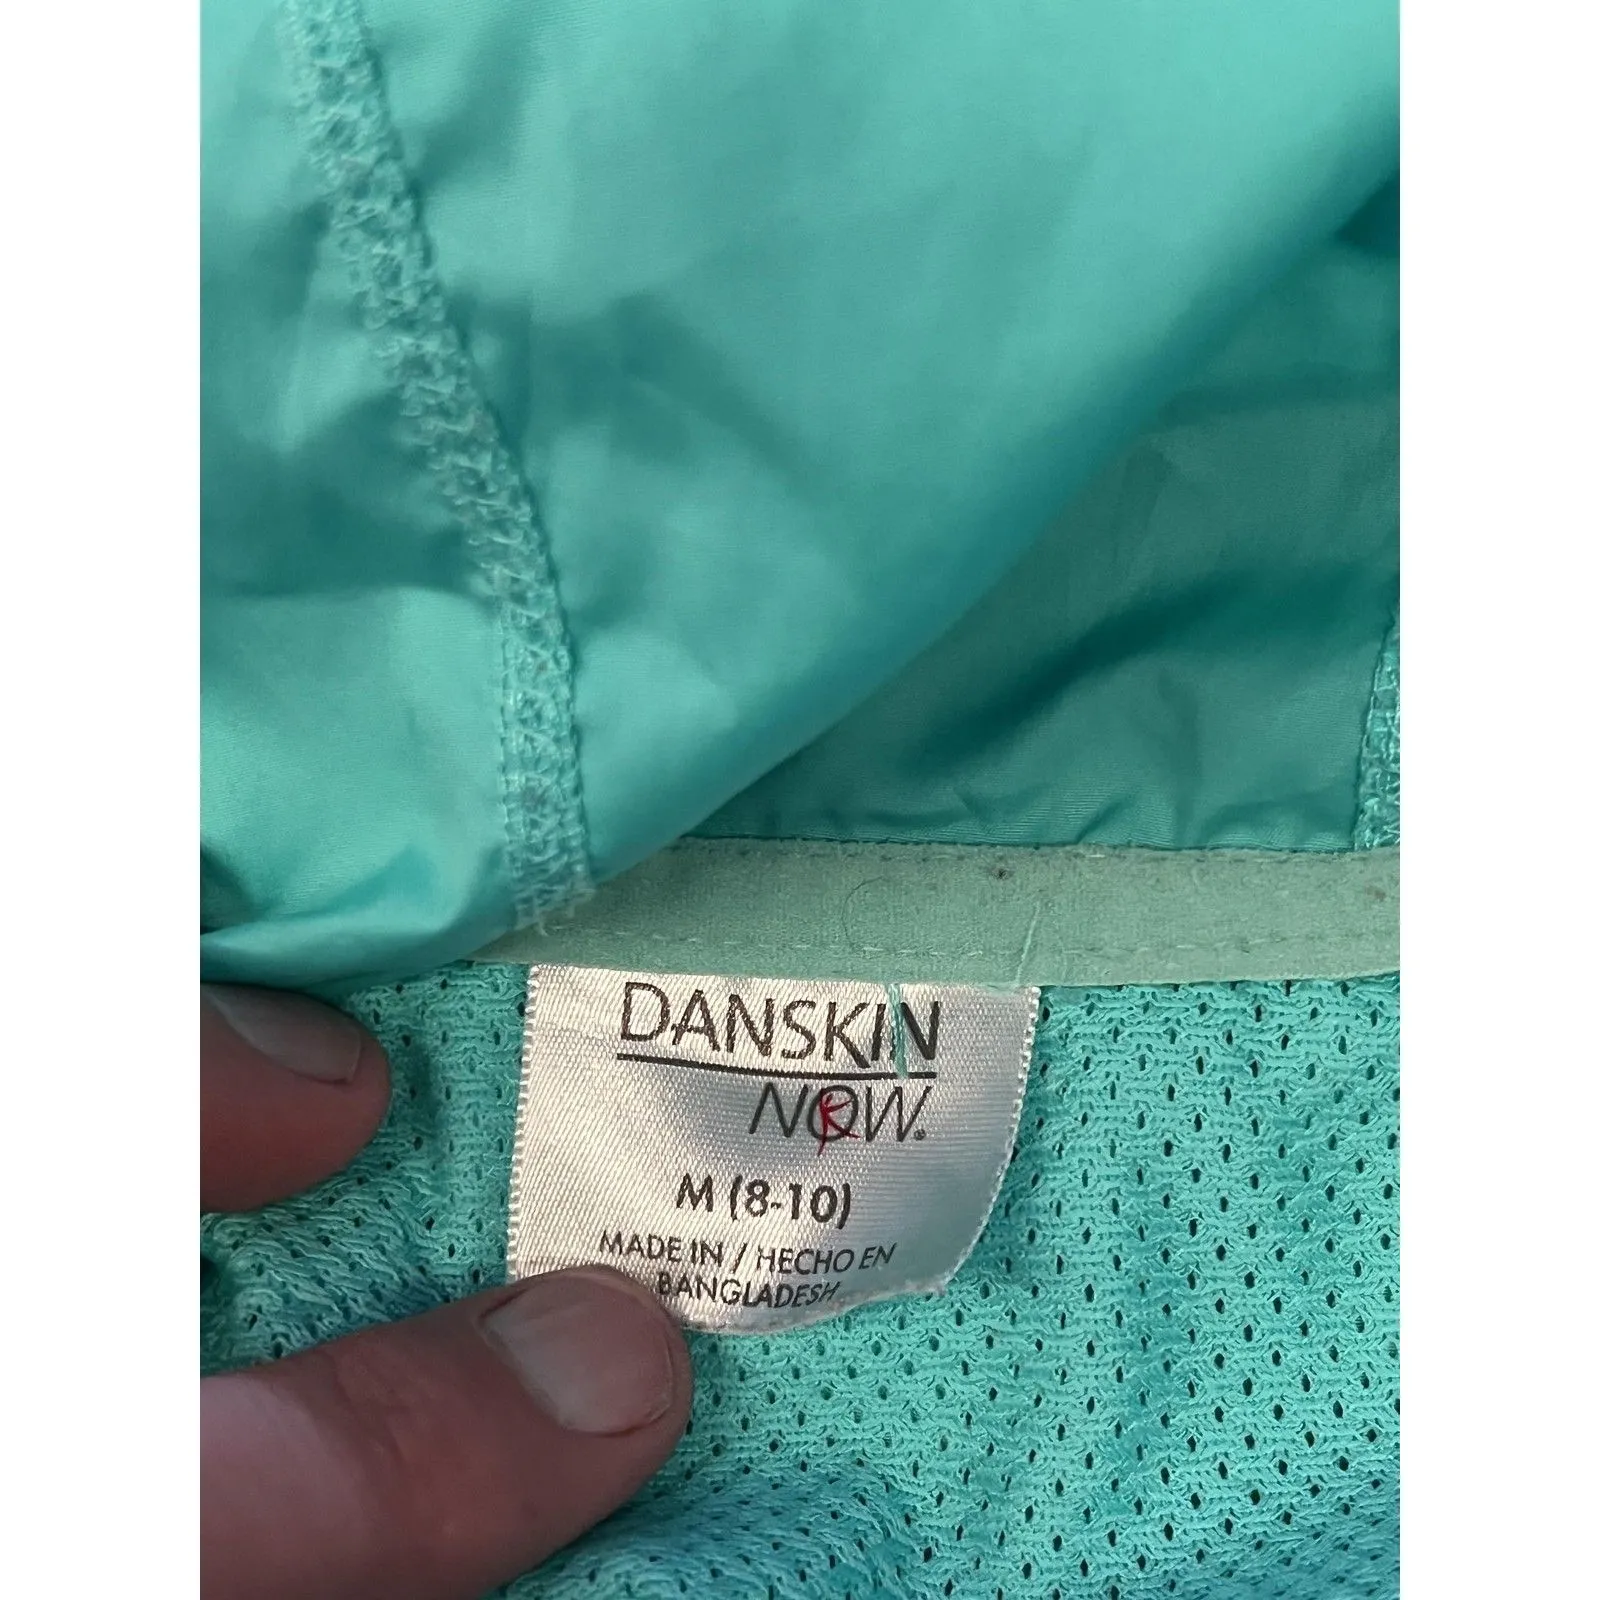 DANSKIN
NOW®
M (8-10)
MADE IN / HECHO EN
BANGLADESH